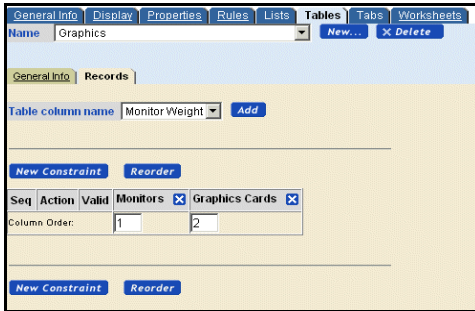 General Info Display Properties Rules Lists Tables Tabs Worksheets
Name Graphics New... X Delete
General Info Records
Table column name Monitor Weight Add
New Constraint Reorder
Seq Action Valid Monitors X Graphics Cards X
Column Order: 1 2
New Constraint Reorder